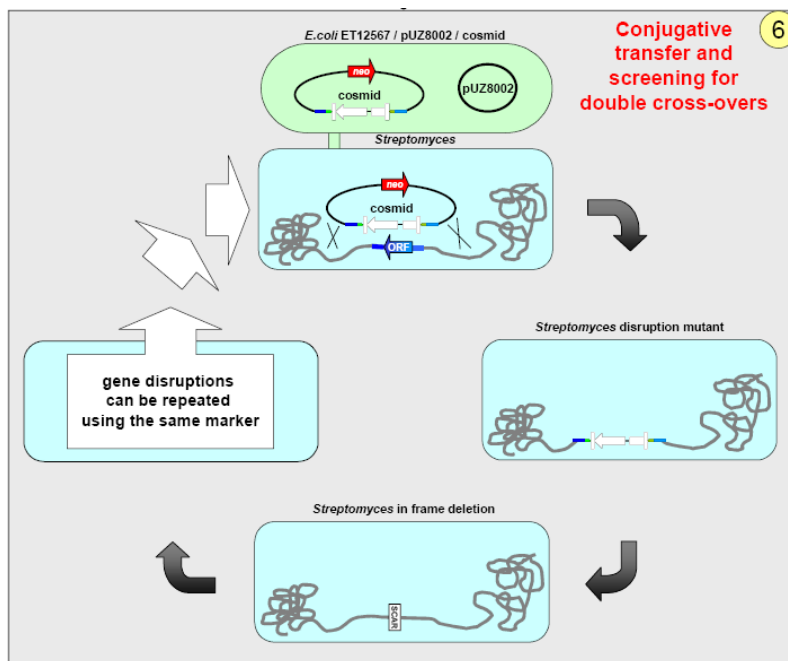 E.coli ET12567 / pUZ8002 / cosmid
Conjugative
transfer and
screening for
double cross-overs
6
neo
cosmid
pUZ8002
Streptomyces
neo
cosmid
ORF
Streptomyces disruption mutant
gene disruptions
can be repeated
using the same marker
Streptomyces in frame deletion
SCAR